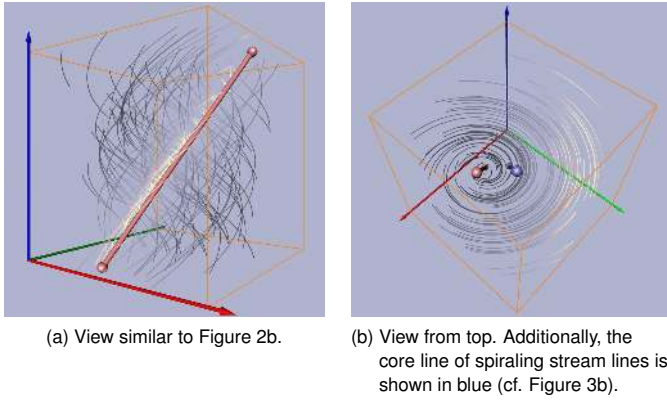 (a) View similar to Figure 2b.
(b) View from top. Additionally, the
core line of spiraling stream lines is
shown in blue (cf. Figure 3b).